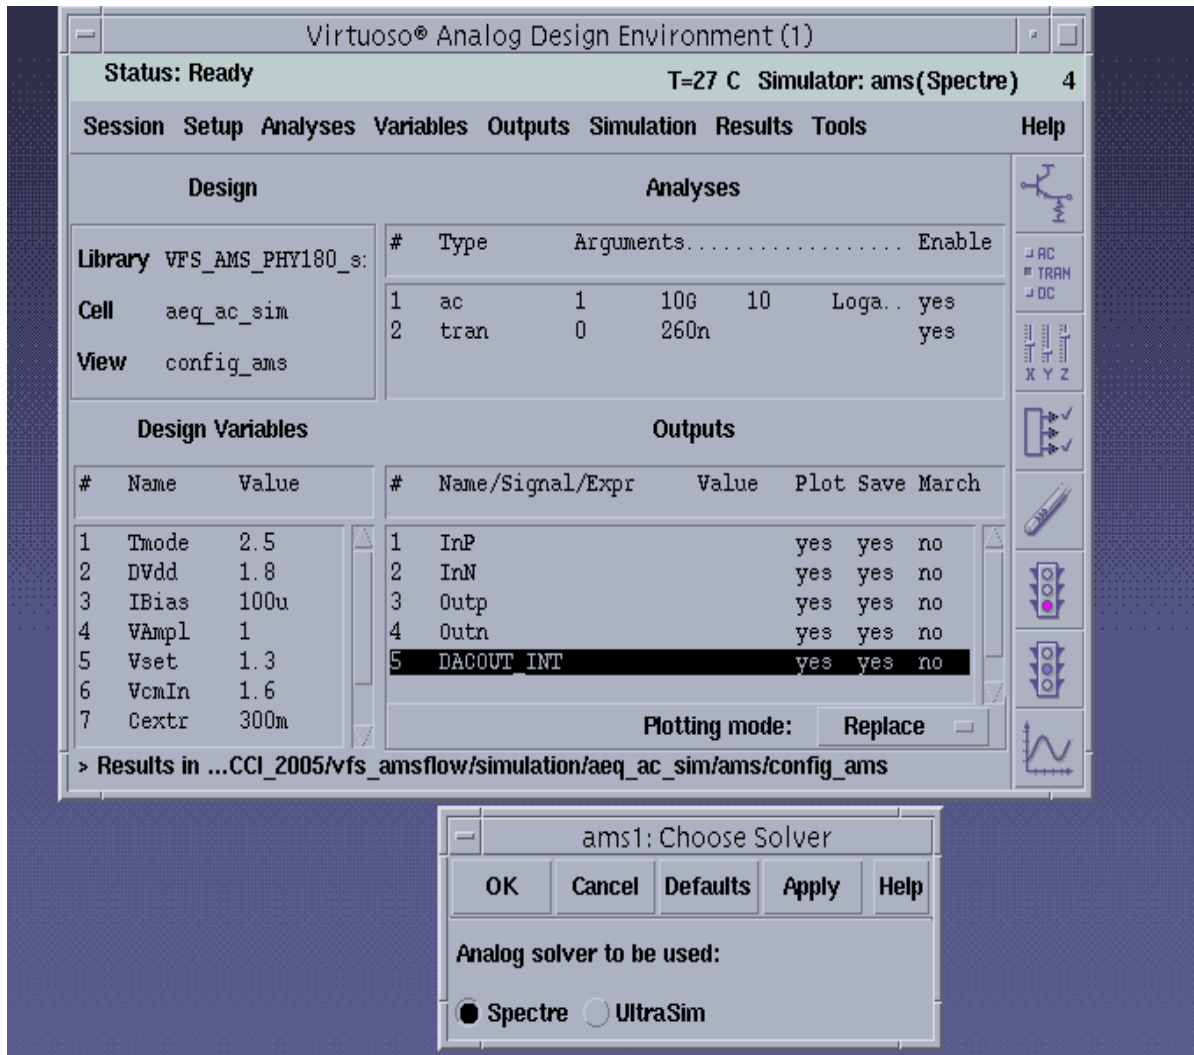 Virtuoso® Analog Design Environment (1)
Status: Ready T=27 C Simulator: ams(Spectre) 4
Session Setup Analyses Variables Outputs Simulation Results Tools Help
Design Analyses
# Type Arguments................... Enable
Library VFS_AMS_PHY180_s:
Cell aeq_ac_sim
View config_ams
1 ac 1 10G 10 Loga.. yes
2 tran 0 260n yes
AC
TRAN
DC
X Y Z
Design Variables Outputs
# Name Value # Name/Signal/Expr Value Plot Save March
1 Tmode 2.5 1 InP yes yes no
2 DVdd 1.8 2 InN yes yes no
3 IBias 100u 3 Outp yes yes no
4 VAmpl 1 4 Outn yes yes no
5 Vset 1.3 5 DACOUT_INT yes yes no
6 VcmIn 1.6
7 Cextr 300m
Plotting mode: Replace
> Results in ...CCI_2005/vfs_amsflow/simulation/aeq_ac_sim/ams/config_ams
ams1: Choose Solver
OK Cancel Defaults Apply Help
Analog solver to be used:
Spectre UltraSim